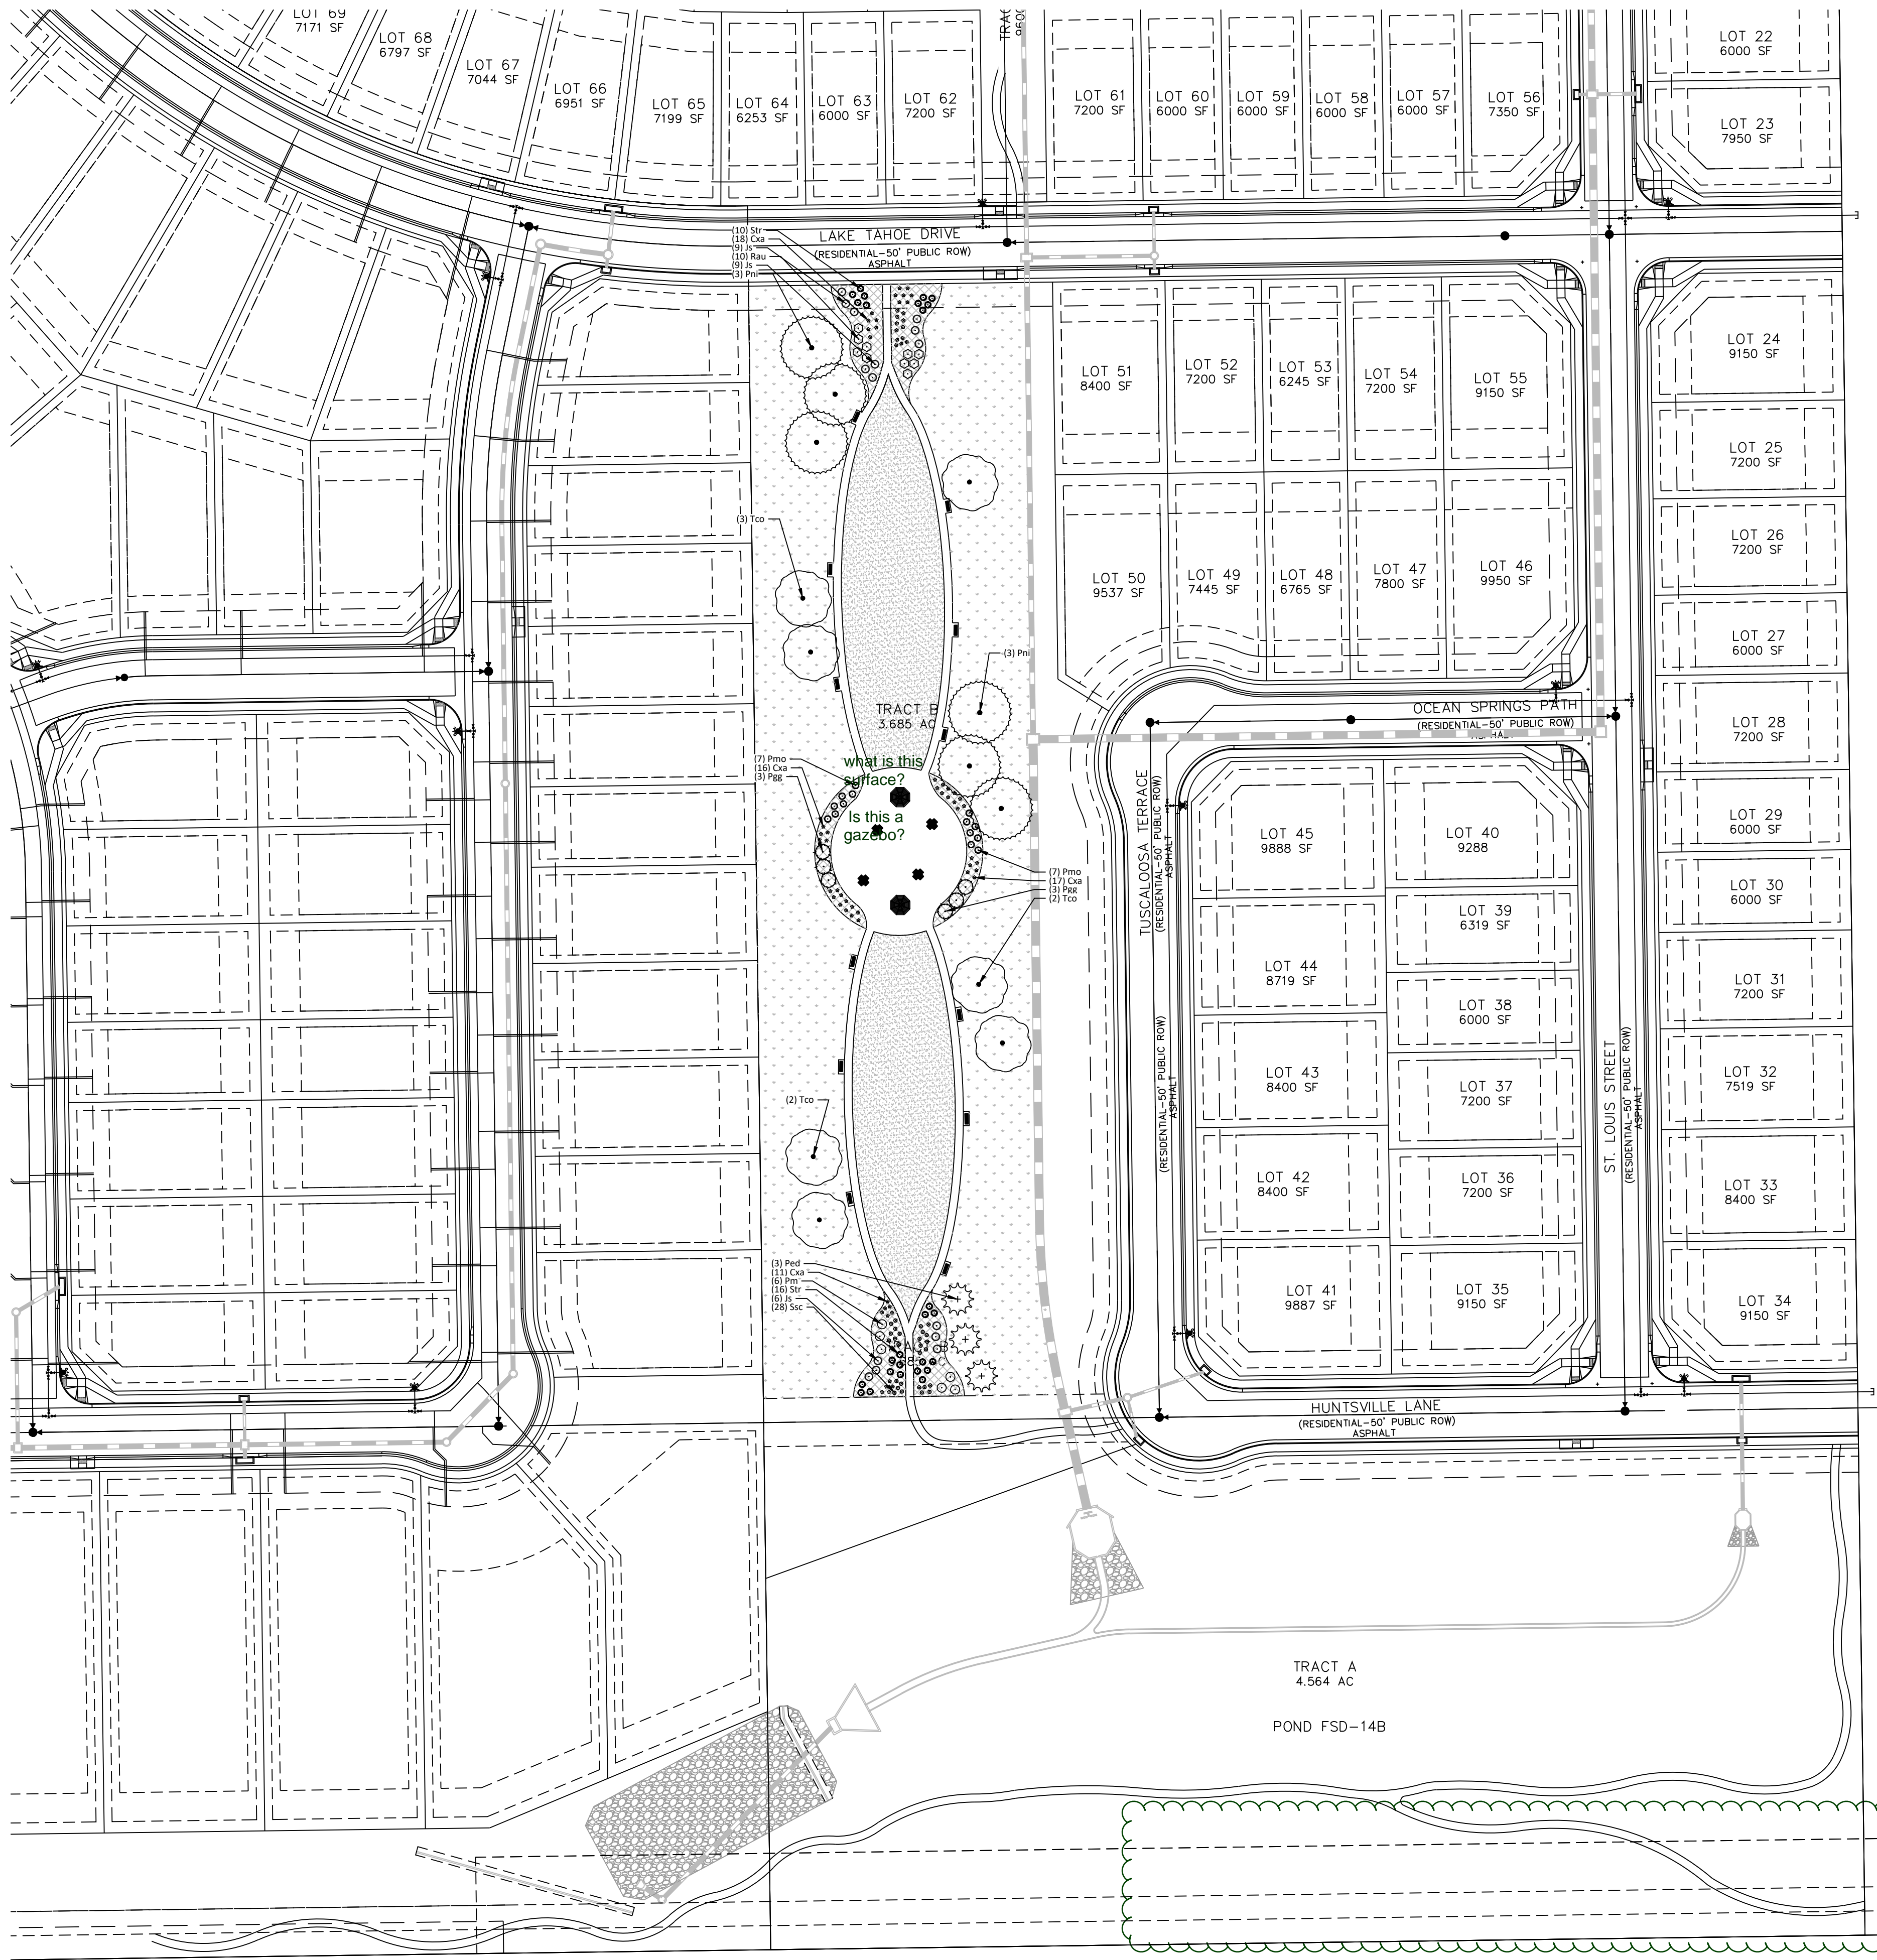 LOT 69
7171 SF
LOT 68
6797 SF
LOT 67
7044 SF
LOT 66
6951 SF
LOT 65
7199 SF
LOT 64
6253 SF
LOT 63
6000 SF
LOT 62
7200 SF
LOT 61
7200 SF
LOT 60
6000 SF
LOT 59
6000 SF
LOT 58
6000 SF
LOT 57
6000 SF
LOT 56
7350 SF
LOT 22
6000 SF
LOT 23
7950 SF
(10) Str
(18) Cxa
(9) Js
(10) Rau
(9) Js
(3) Pni
LAKE TAHOE DRIVE
(RESIDENTIAL-50' PUBLIC ROW)
ASPHALT
LOT 51
8400 SF
LOT 52
7200 SF
LOT 53
6245 SF
LOT 54
7200 SF
LOT 55
9150 SF
LOT 24
9150 SF
LOT 25
7200 SF
(3) Tco
LOT 50
9537 SF
LOT 49
7445 SF
LOT 48
6765 SF
LOT 47
7800 SF
LOT 46
9950 SF
LOT 26
7200 SF
LOT 27
6000 SF
(3) Pni
TRACT B
3.685 AC
OCEAN SPRINGS PATH
(RESIDENTIAL-50' PUBLIC ROW)
ASPHALT
LOT 28
7200 SF
what is this
surface?
Is this a
gazebo?
(7) Pmo
(16) Cxa
(3) Pgg
(7) Pmo
(17) Cxa
(3) Pgg
(2) Tco
TUSCALOOSA TERRACE
(RESIDENTIAL-50' PUBLIC ROW)
ASPHALT
LOT 45
9888 SF
LOT 40
9288
LOT 29
6000 SF
LOT 39
6319 SF
LOT 30
6000 SF
LOT 44
8719 SF
LOT 38
6000 SF
LOT 31
7200 SF
LOT 43
8400 SF
LOT 37
7200 SF
LOT 32
7519 SF
(RESIDENTIAL-50' PUBLIC ROW)
ASPHALT
ST. LOUIS STREET
(RESIDENTIAL-50' PUBLIC ROW)
ASPHALT
(2) Tco
LOT 42
8400 SF
LOT 36
7200 SF
LOT 33
8400 SF
(3) Ped
(11) Cxa
(6) Pm
(16) Str
(6) Js
(28) Ssc
LOT 41
9887 SF
LOT 35
9150 SF
LOT 34
9150 SF
HUNTSVILLE LANE
(RESIDENTIAL-50' PUBLIC ROW)
ASPHALT
TRACT A
4.564 AC
POND FSD-14B